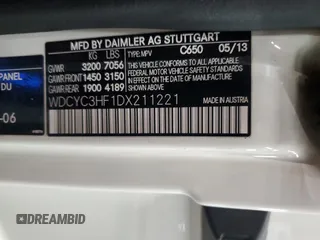 MFD BY DAIMLER AG STUTTGART
KG LBS TYPE: MPV C650 05/13
GVWR 3200 7056
GAWR FRONT 1450 3150
GAWR REAR 1900 4189
THIS VEHICLE CONFORMS TO ALL APPLICABLE
FEDERAL MOTOR VEHICLE SAFETY STANDARDS
IN EFFECT ON THE DATE OF
MANUFACTURE SHOWN ABOVE.
WDCYC3HF1DX211221
MADE IN AUSTRIA
PANEL
DU
-06
DREAMBID